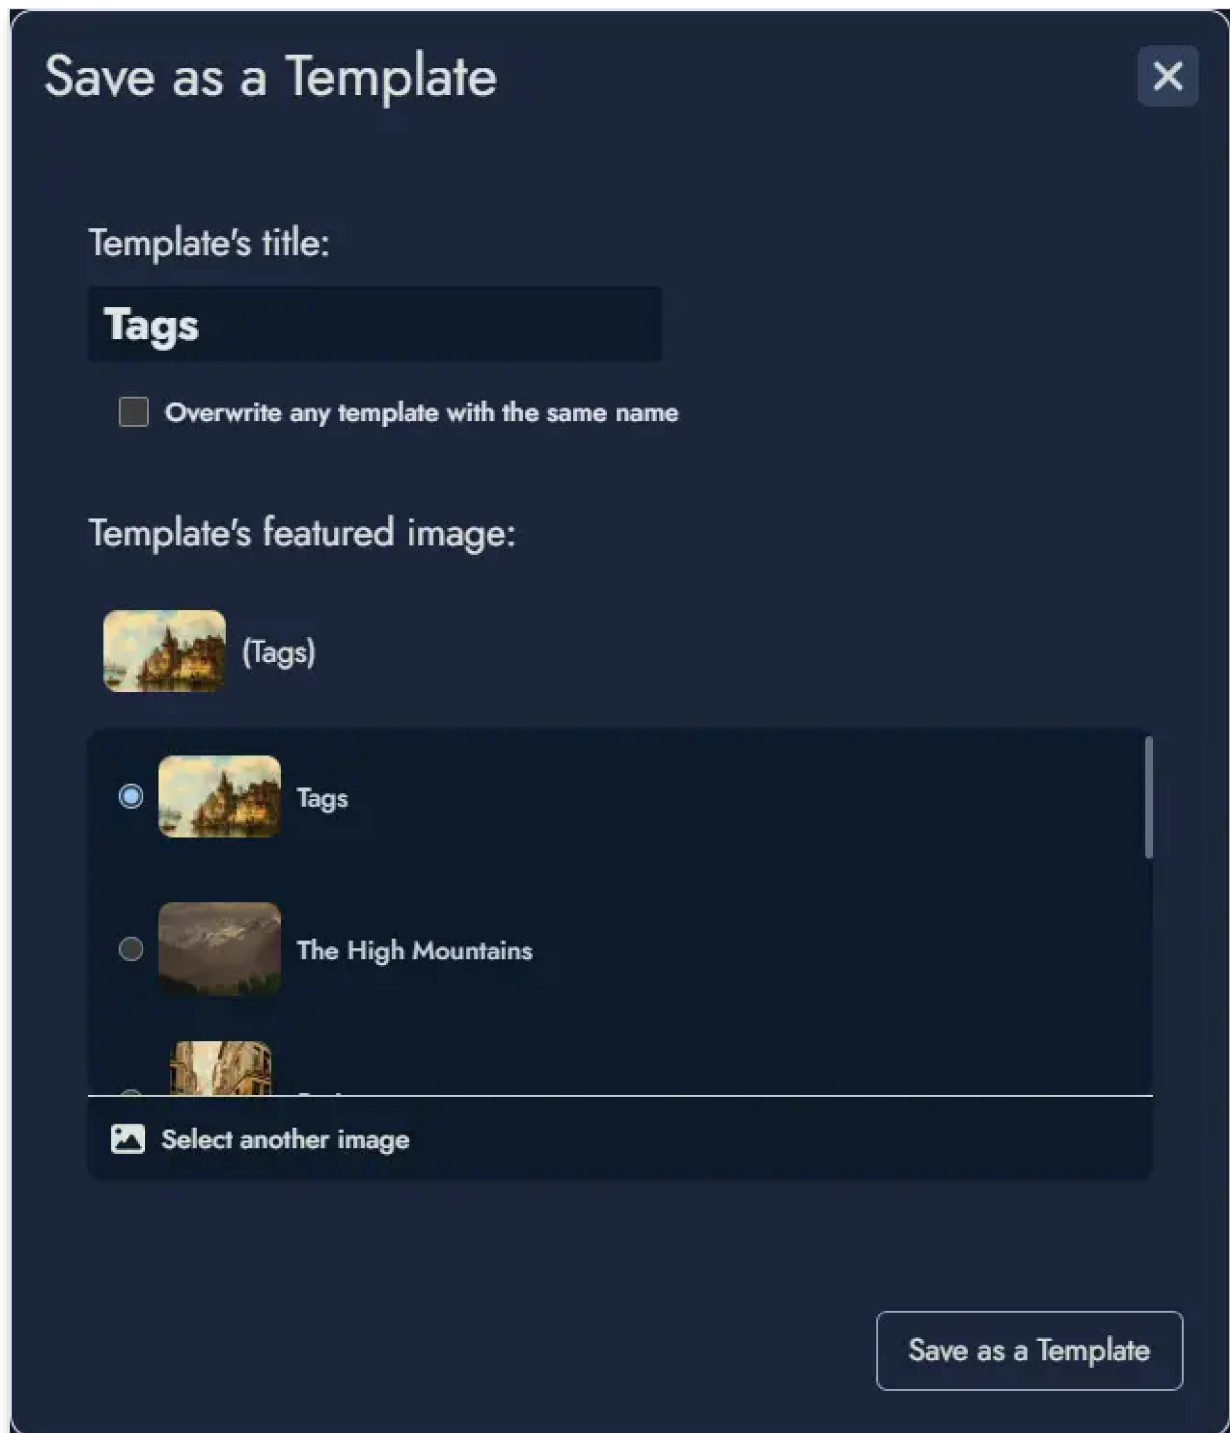 Save as a Template
Template's title:
Tags
Overwrite any template with the same name
Template's featured image:
(Tags)
Tags
The High Mountains
Select another image
Save as a Template